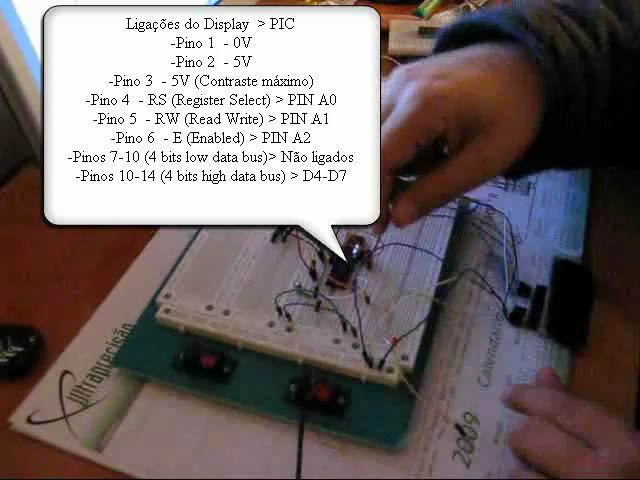 Ligações do Display > PIC
-Pino 1 - 0V
-Pino 2 - 5V
-Pino 3 - 5V (Contraste máximo)
-Pino 4 - RS (Register Select) > PIN A0
-Pino 5 - RW (Read Write) > PIN A1
-Pino 6 - E (Enabled) > PIN A2
-Pinos 7-10 (4 bits low data bus)> Não ligados
-Pinos 10-14 (4 bits high data bus) > D4-D7
Ultraprecisão
2009 Calendário